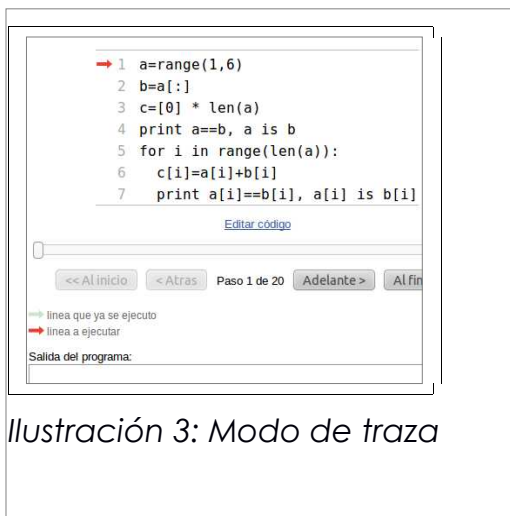 1 a=range(1,6)
2 b=a[:]
3 c=[0] * len(a)
4 print a==b, a is b
5 for i in range(len(a)):
6 c[i]=a[i]+b[i]
7 print a[i]==b[i], a[i] is b[i]
Editar código
<< Al inicio < Atras Paso 1 de 20 Adelante > Al fin
linea que ya se ejecuto
linea a ejecutar
Salida del programa:
Ilustración 3: Modo de traza